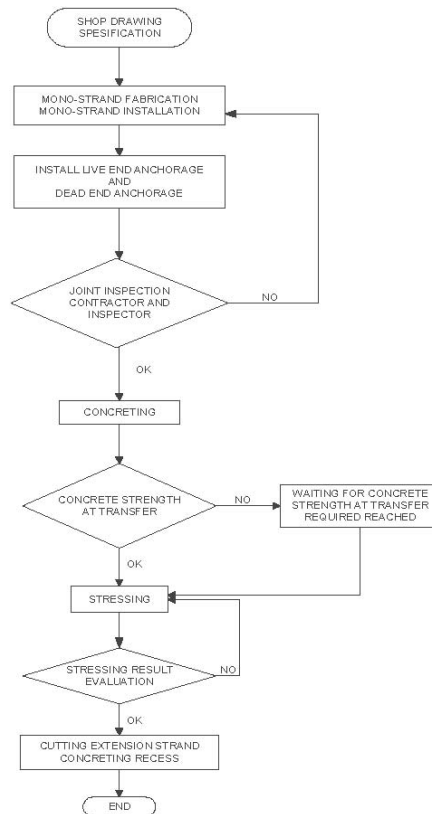 SHOP DRAWING
SPESIFICATION
MONO-STRAND FABRICATION
MONO-STRAND INSTALLATION
INSTALL LIVE END ANCHORAGE
AND
DEAD END ANCHORAGE
JOINT INSPECTION
CONTRACTOR AND
INSPECTOR
NO
OK
CONCRETING
CONCRETE STRENGTH
AT TRANSFER
NO
WAITING FOR CONCRETE
STRENGTH AT TRANSFER
REQUIRED REACHED
OK
STRESSING
STRESSING RESULT
EVALUATION
NO
OK
CUTTING EXTENSION STRAND
CONCRETING RECESS
END